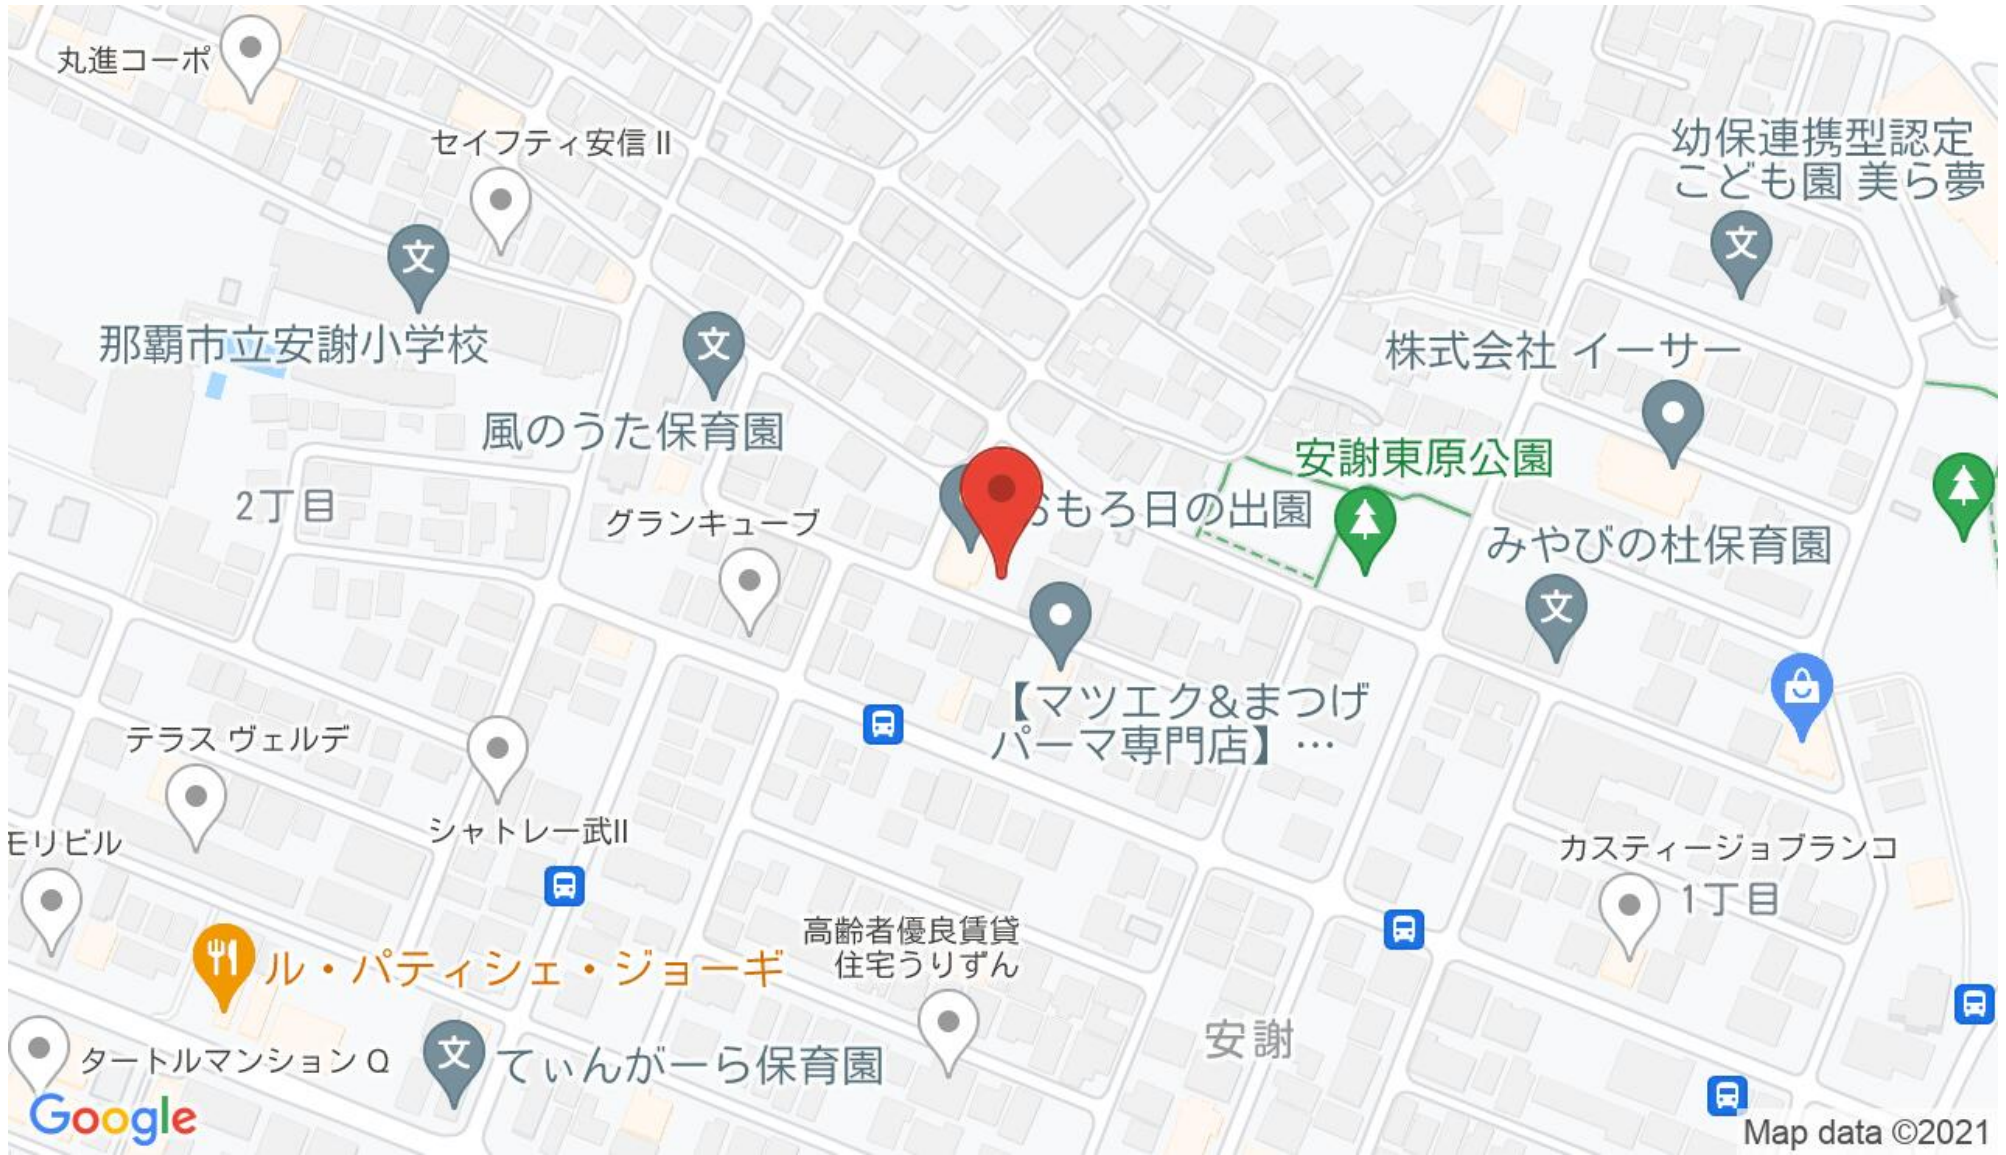 丸進コーポ
セイフティ安信 II
幼保連携型認定
こども園 美ら夢
那覇市立安謝小学校
文
文
文
風のうた保育園
株式会社 イーサー
安謝東原公園
2丁目
グランキューブ
おもろ日の出園
みやびの杜保育園
文
【マツエク&まつげ
パーマ専門店】…
テラス ヴェルデ
シャトレー武II
モリビル
カスティージョブランコ
1丁目
高齢者優良賃貸
住宅うりずん
ル・パティシェ・ジョーギ
安謝
タートルマンション Q
文
てぃんがーら保育園
Google
Map data ©2021